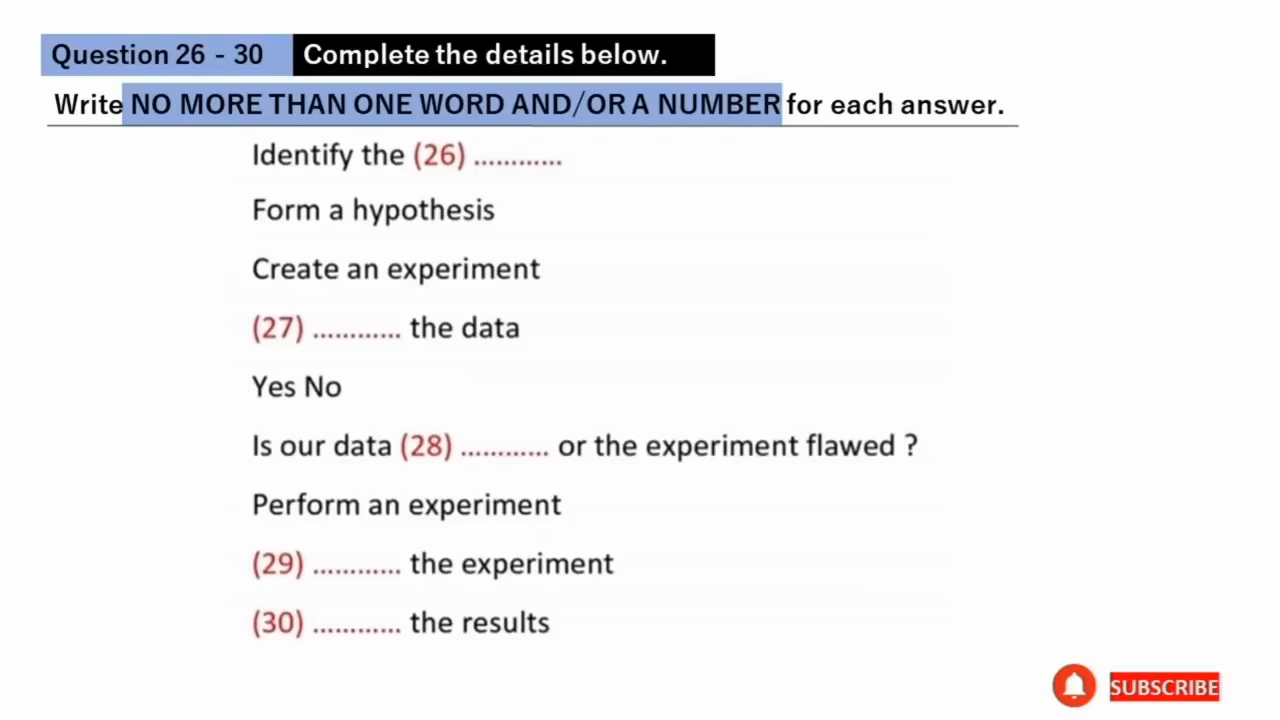 Question 26 - 30 Complete the details below.
Write NO MORE THAN ONE WORD AND/OR A NUMBER for each answer.
Identify the (26) ............
Form a hypothesis
Create an experiment
(27) ............ the data
Yes No
Is our data (28) ............ or the experiment flawed ?
Perform an experiment
(29) ............ the experiment
(30) ............ the results
SUBSCRIBE